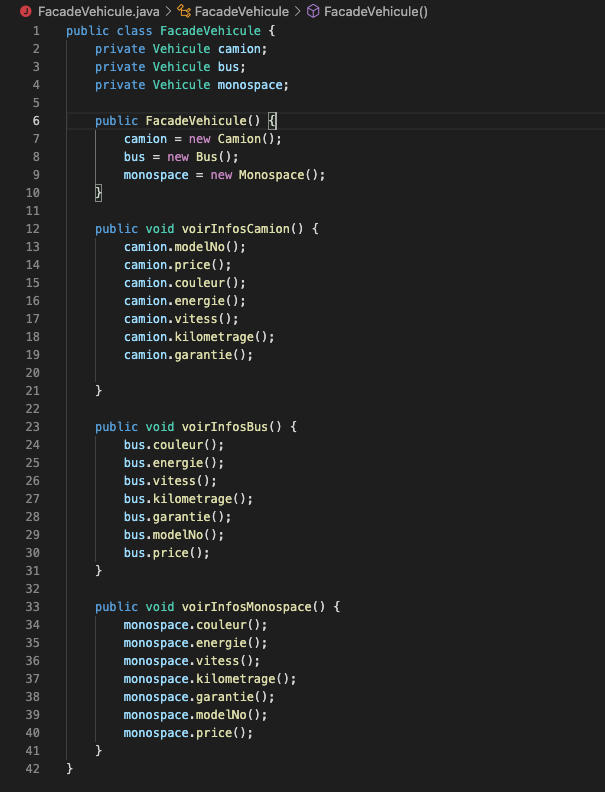 FacadeVehicule.java > FacadeVehicule > FacadeVehicule()
1 public class FacadeVehicule {
2     private Vehicule camion;
3     private Vehicule bus;
4     private Vehicule monospace;
5
6     public FacadeVehicule() {
7         camion = new Camion();
8         bus = new Bus();
9         monospace = new Monospace();
10     }
11
12     public void voirInfosCamion() {
13         camion.modelNo();
14         camion.price();
15         camion.couleur();
16         camion.energie();
17         camion.vitess();
18         camion.kilometrage();
19         camion.garantie();
20
21     }
22
23     public void voirInfosBus() {
24         bus.couleur();
25         bus.energie();
26         bus.vitess();
27         bus.kilometrage();
28         bus.garantie();
29         bus.modelNo();
30         bus.price();
31     }
32
33     public void voirInfosMonospace() {
34         monospace.couleur();
35         monospace.energie();
36         monospace.vitess();
37         monospace.kilometrage();
38         monospace.garantie();
39         monospace.modelNo();
40         monospace.price();
41     }
42 }